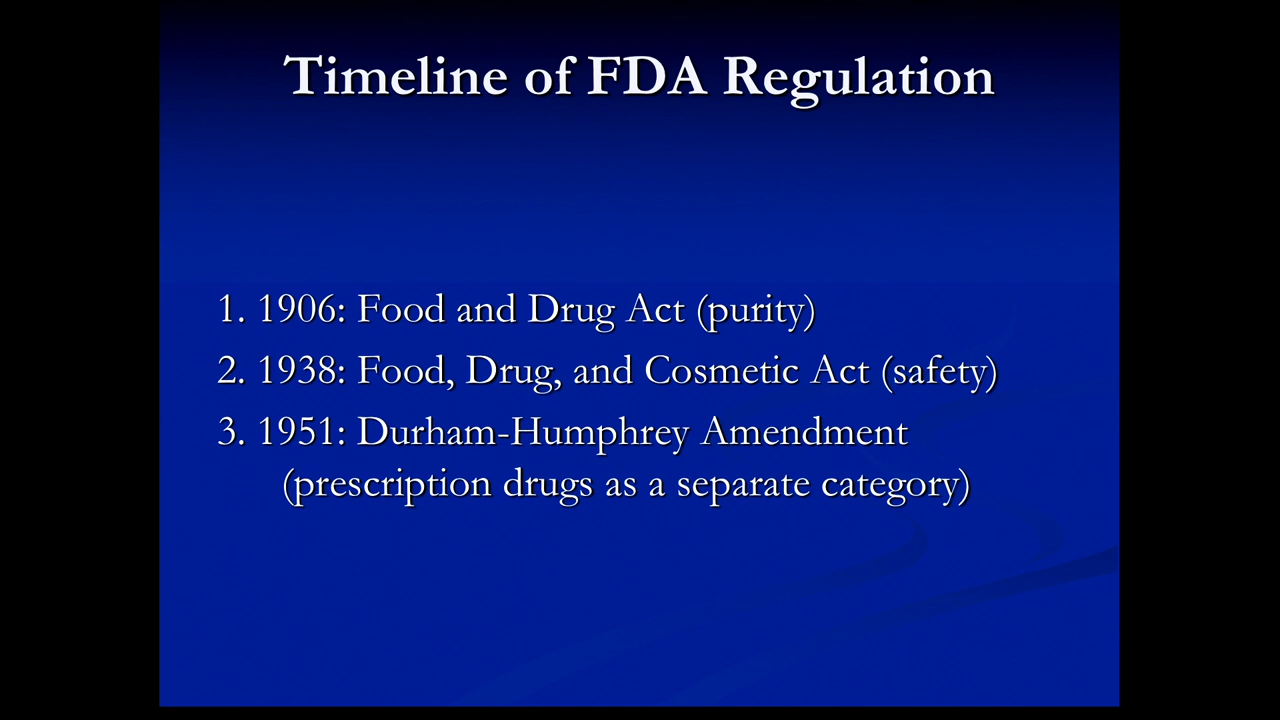 Timeline of FDA Regulation
1. 1906: Food and Drug Act (purity)
2. 1938: Food, Drug, and Cosmetic Act (safety)
3. 1951: Durham-Humphrey Amendment
(prescription drugs as a separate category)